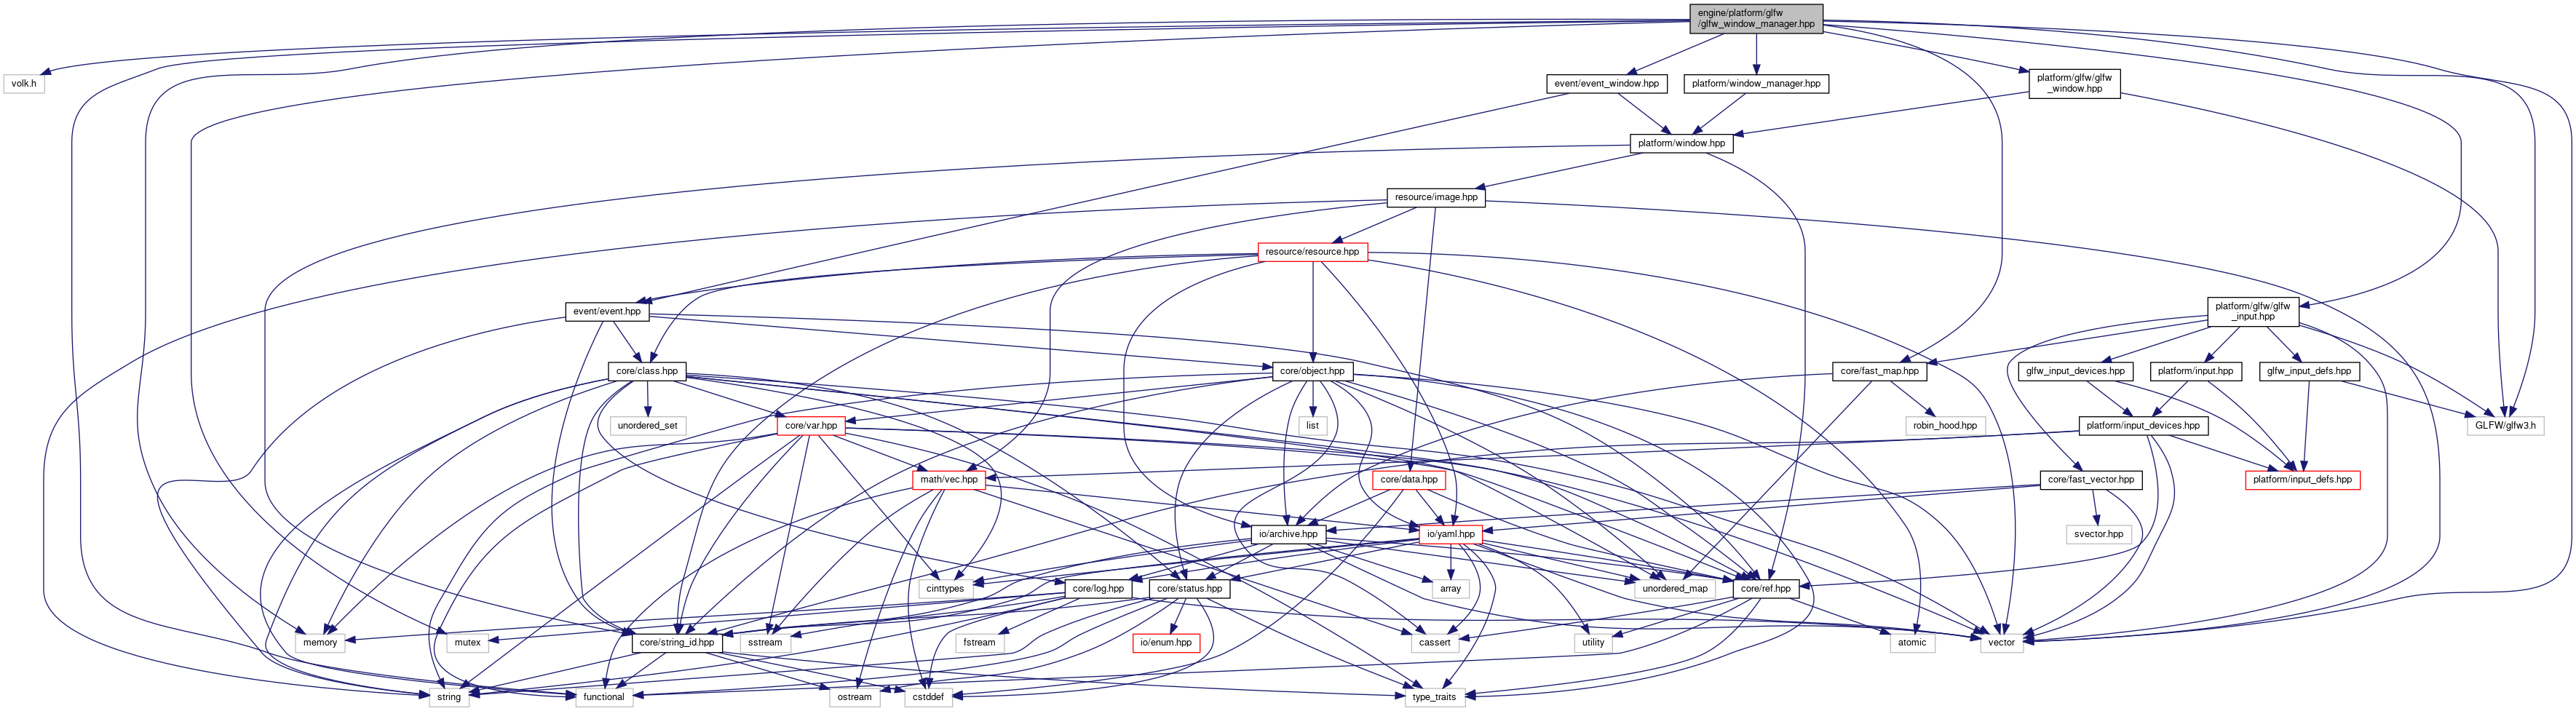 engine/platform/glfw
/glfw_window_manager.hpp
volk.h
event/event_window.hpp
platform/window_manager.hpp
platform/glfw/glfw
_window.hpp
platform/window.hpp
resource/image.hpp
resource/resource.hpp
event/event.hpp
platform/glfw/glfw
_input.hpp
core/class.hpp
core/object.hpp
core/fast_map.hpp
glfw_input_devices.hpp
platform/input.hpp
glfw_input_defs.hpp
unordered_set
core/var.hpp
list
robin_hood.hpp
platform/input_devices.hpp
GLFW/glfw3.h
math/vec.hpp
core/data.hpp
core/fast_vector.hpp
platform/input_defs.hpp
io/archive.hpp
io/yaml.hpp
svector.hpp
cinttypes
core/log.hpp
core/status.hpp
array
unordered_map
core/ref.hpp
memory
mutex
core/string_id.hpp
sstream
fstream
io/enum.hpp
cassert
utility
atomic
vector
string
functional
ostream
cstddef
type_traits